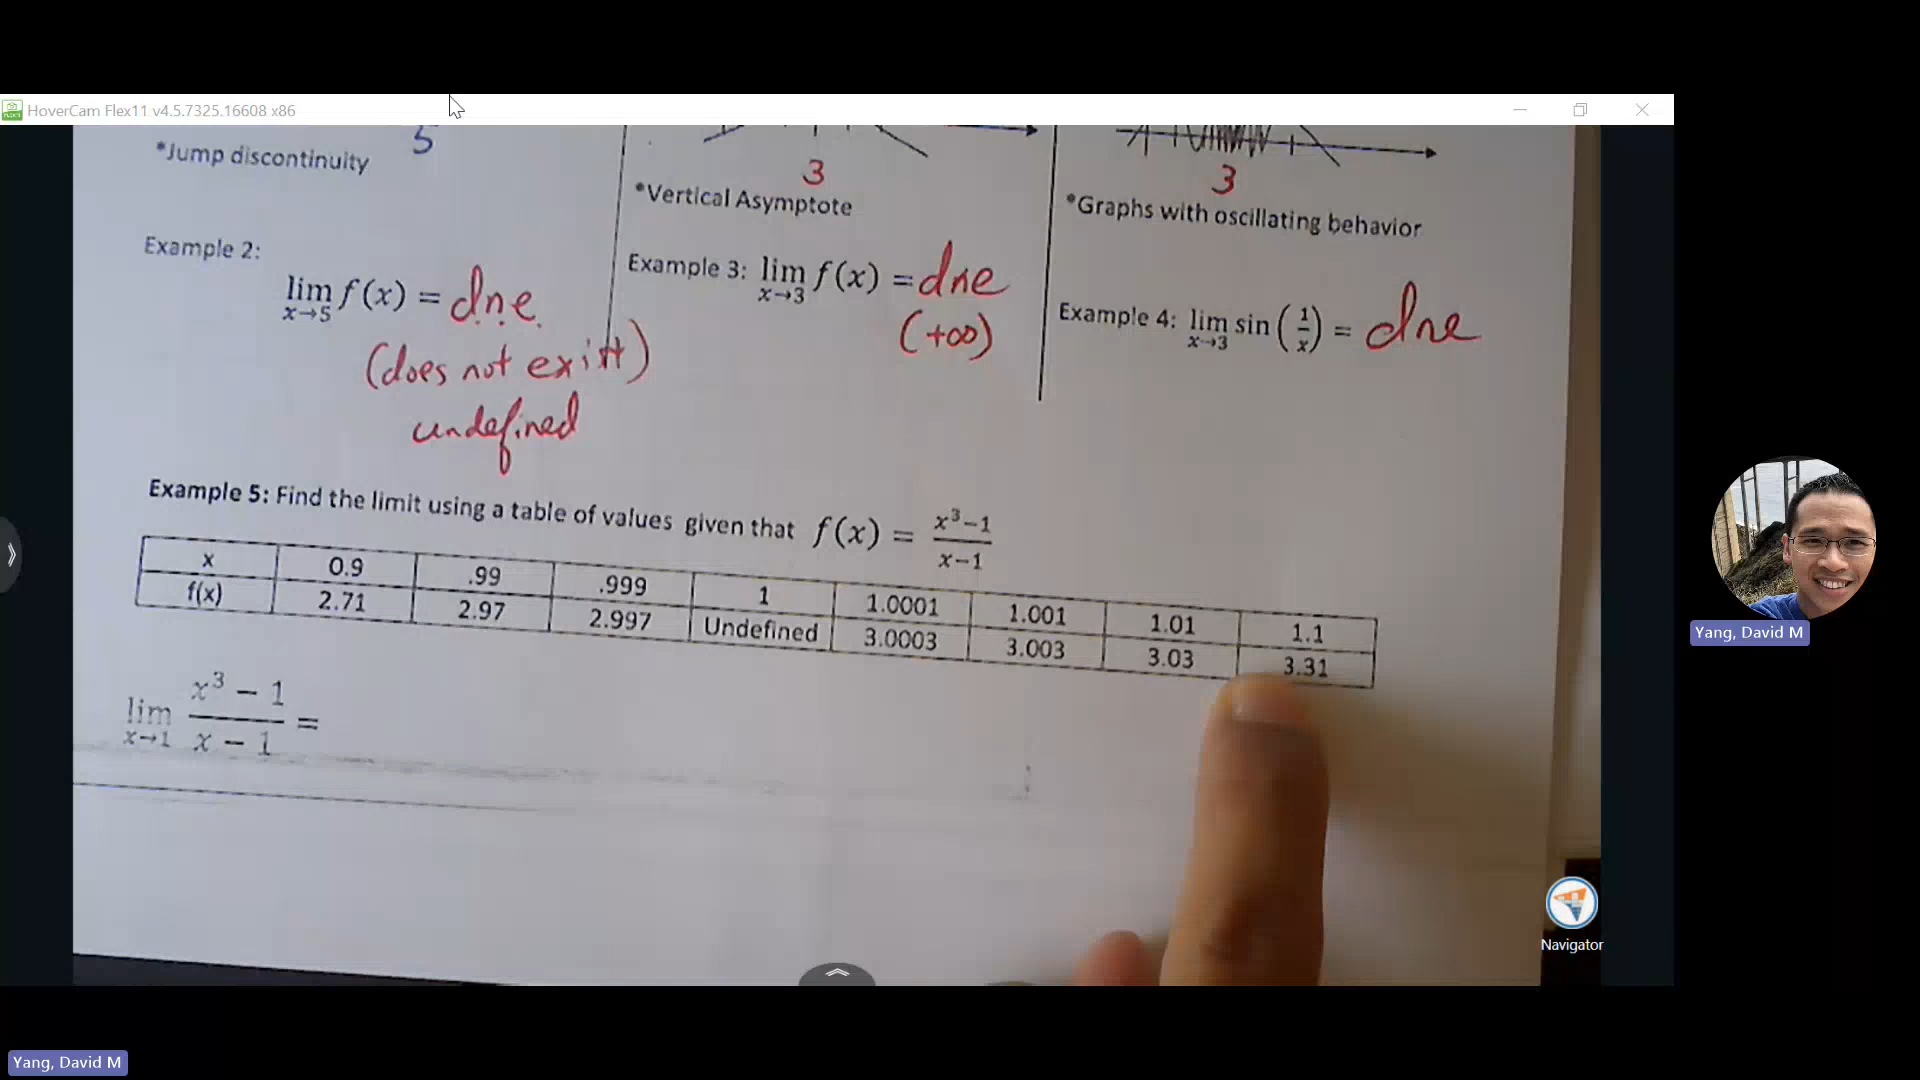 HoverCam Flex11 v4.5.7325.16608 x86
5
*Jump discontinuity
3
*Vertical Asymptote
3
*Graphs with oscillating behavior
Example 2:
lim x→5 f(x) = d.n.e.
(does not exist)
undefined
Example 3: lim x→3 f(x) = dne
(+∞)
Example 4: lim x→3 sin (1/x) = dne
Example 5: Find the limit using a table of values given that f(x) = x³−1 / x−1
x 0.9 .99 .999 1 1.0001 1.001 1.01 1.1
f(x) 2.71 2.97 2.997 Undefined 3.0003 3.003 3.03 3.31
lim x→1 x³ − 1 / x − 1 =
Navigator
Yang, David M
Yang, David M